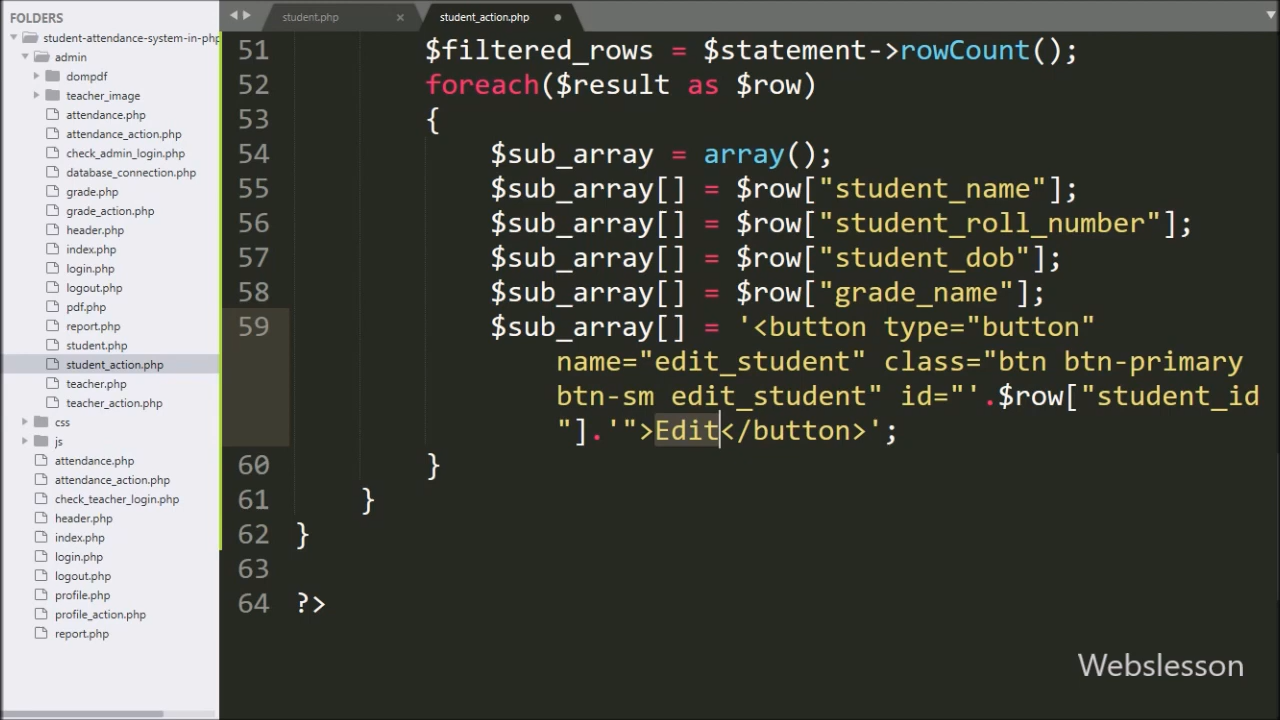 FOLDERS
student-attendance-system-in-php
admin
dompdf
teacher_image
attendance.php
attendance_action.php
check_admin_login.php
database_connection.php
grade.php
grade_action.php
header.php
index.php
login.php
logout.php
pdf.php
report.php
student.php
student_action.php
teacher.php
teacher_action.php
css
js
attendance.php
attendance_action.php
check_teacher_login.php
header.php
index.php
login.php
logout.php
profile.php
profile_action.php
report.php
student.php × student_action.php
51 $filtered_rows = $statement->rowCount();
52 foreach($result as $row)
53 {
54 $sub_array = array();
55 $sub_array[] = $row["student_name"];
56 $sub_array[] = $row["student_roll_number"];
57 $sub_array[] = $row["student_dob"];
58 $sub_array[] = $row["grade_name"];
59 $sub_array[] = '<button type="button"
name="edit_student" class="btn btn-primary
btn-sm edit_student" id="'.$row["student_id
"].'">Edit</button>';
60 }
61 }
62 }
63
64 ?>
Webslesson